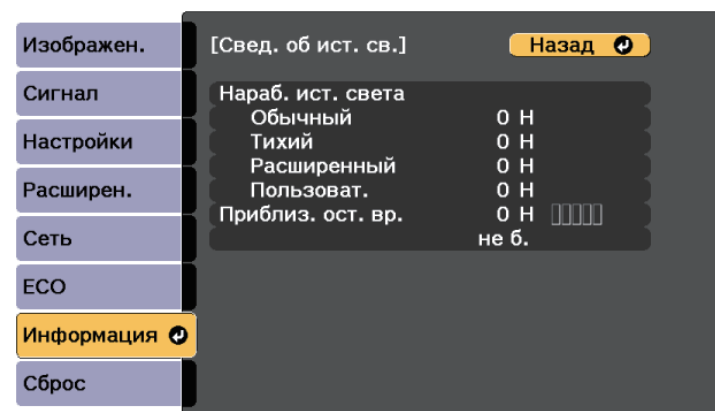 Изображен.
Сигнал
Настройки
Расширен.
Сеть
ECO
Информация
Сброс
[Свед. об ист. св.] Назад
Нараб. ист. света
Обычный 0 H
Тихий 0 H
Расширенный 0 H
Пользоват. 0 H
Приблиз. ост. вр. 0 H
не б.